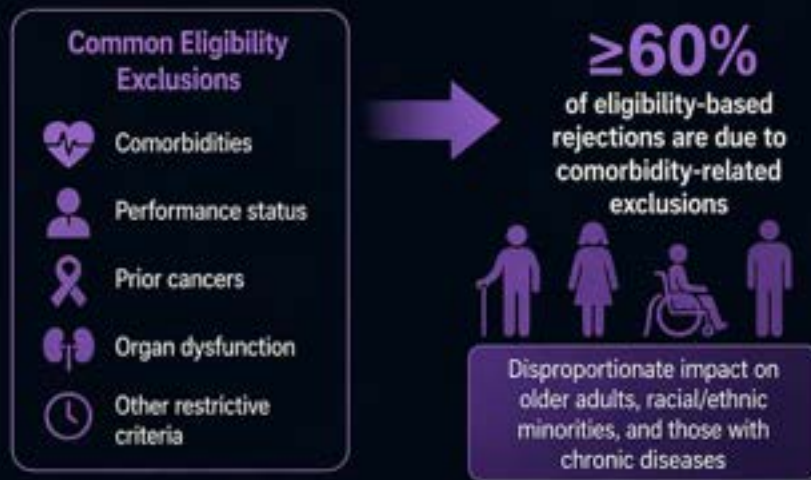 Common Eligibility
Exclusions
Comorbidities
Performance status
Prior cancers
Organ dysfunction
Other restrictive
criteria
≥60%
of eligibility-based
rejections are due to
comorbidity-related
exclusions
Disproportionate impact on
older adults, racial/ethnic
minorities, and those with
chronic diseases